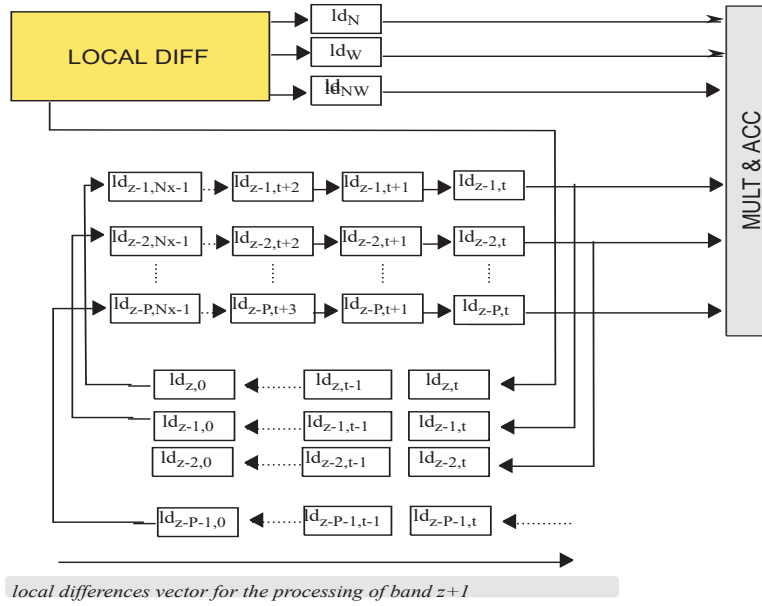 ld_N
LOCAL DIFF
ld_W
ld_NW
MULT & ACC
ld_z-1,Nx-1 ld_z-1,t+2 ld_z-1,t+1 ld_z-1,t
ld_z-2,Nx-1 ld_z-2,t+2 ld_z-2,t+1 ld_z-2,t
ld_z-P,Nx-1 ld_z-P,t+3 ld_z-P,t+1 ld_z-P,t
ld_z,0 ld_z,t-1 ld_z,t
ld_z-1,0 ld_z-1,t-1 ld_z-1,t
ld_z-2,0 ld_z-2,t-1 ld_z-2,t
ld_z-P-1,0 ld_z-P-1,t-1 ld_z-P-1,t
local differences vector for the processing of band z+1